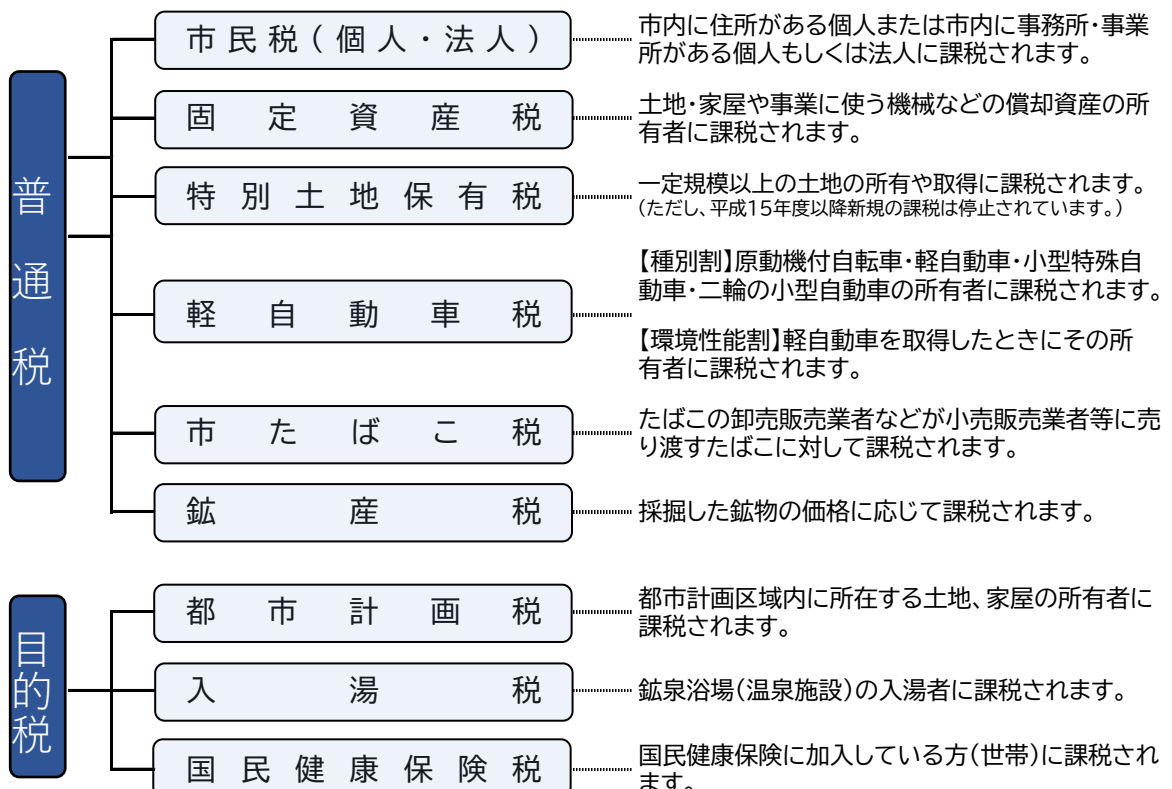 普通税
市民税(個人・法人)
市内に住所がある個人または市内に事務所・事業
所がある個人もしくは法人に課税されます。
固定資産税
土地・家屋や事業に使う機械などの償却資産の所
有者に課税されます。
特別土地保有税
一定規模以上の土地の所有や取得に課税されます。
(ただし、平成15年度以降新規の課税は停止されています。)
軽自動車税
【種別割】原動機付自転車・軽自動車・小型特殊自
動車・二輪の小型自動車の所有者に課税されます。
【環境性能割】軽自動車を取得したときにその所
有者に課税されます。
市たばこ税
たばこの卸売販売業者などが小売販売業者等に売
り渡すたばこに対して課税されます。
鉱産税
採掘した鉱物の価格に応じて課税されます。
目的税
都市計画税
都市計画区域内に所在する土地、家屋の所有者に
課税されます。
入湯税
鉱泉浴場(温泉施設)の入湯者に課税されます。
国民健康保険税
国民健康保険に加入している方(世帯)に課税され
ます。